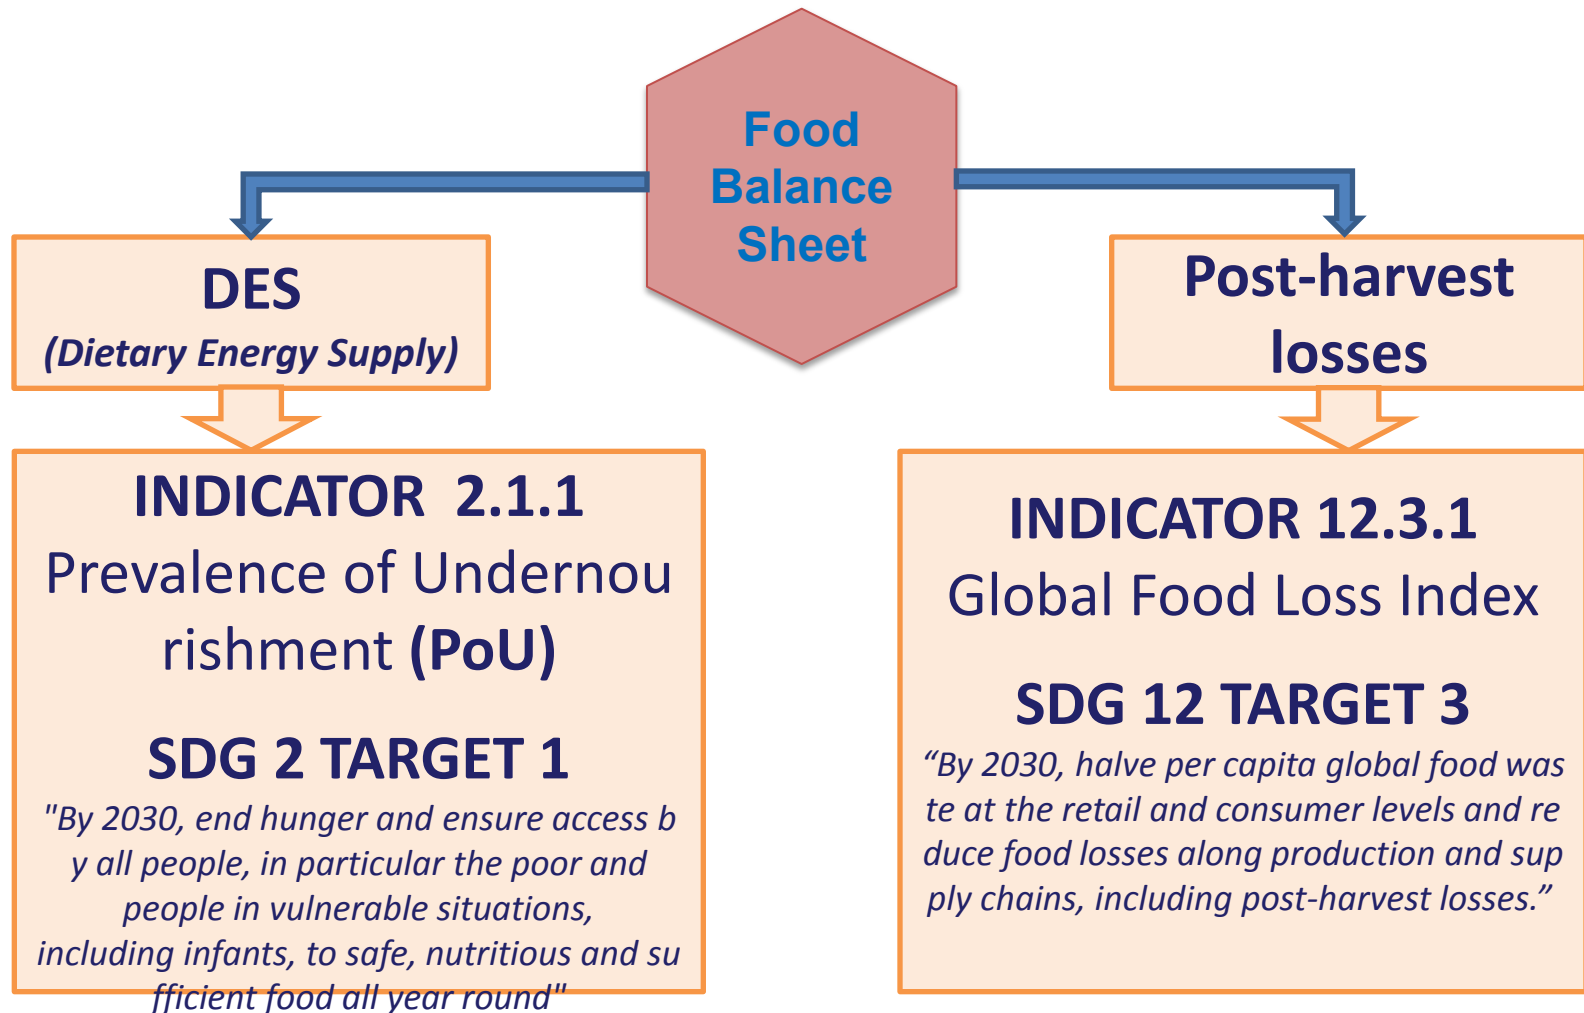 Food
Balance
Sheet
DES
(Dietary Energy Supply)
Post-harvest
losses
INDICATOR 2.1.1
Prevalence of Undernou
rishment (PoU)
SDG 2 TARGET 1
"By 2030, end hunger and ensure access b
y all people, in particular the poor and
people in vulnerable situations,
including infants, to safe, nutritious and su
fficient food all year round"
INDICATOR 12.3.1
Global Food Loss Index
SDG 12 TARGET 3
“By 2030, halve per capita global food was
te at the retail and consumer levels and re
duce food losses along production and sup
ply chains, including post-harvest losses.”